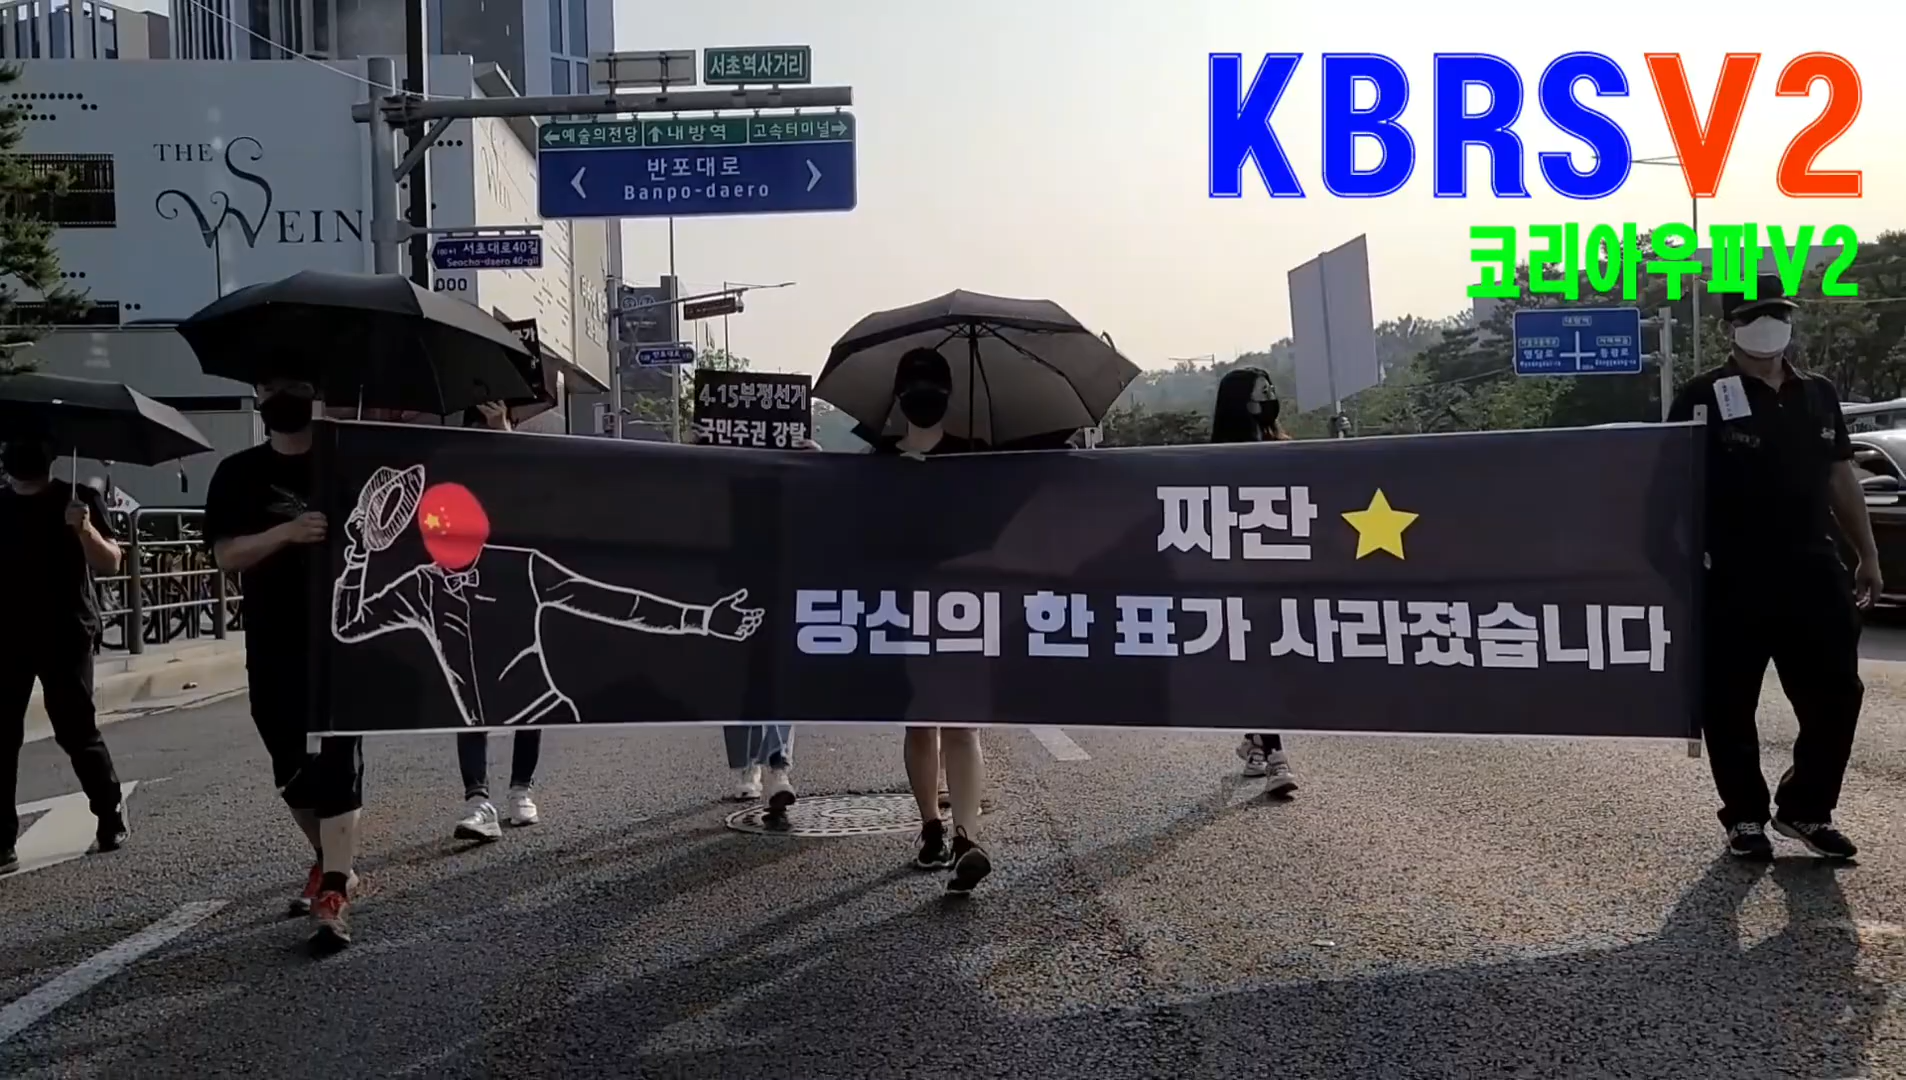 KBRSV2
코리아우파V2
서초역사거리
예술의전당
내방역
고속터미널
반포대로
Banpo-daero
THE
S
WEIN
서초대로40길
Seocho-daero 40-gil
4.15부정선거
국민주권 강탈
짜잔
당신의 한 표가 사라졌습니다